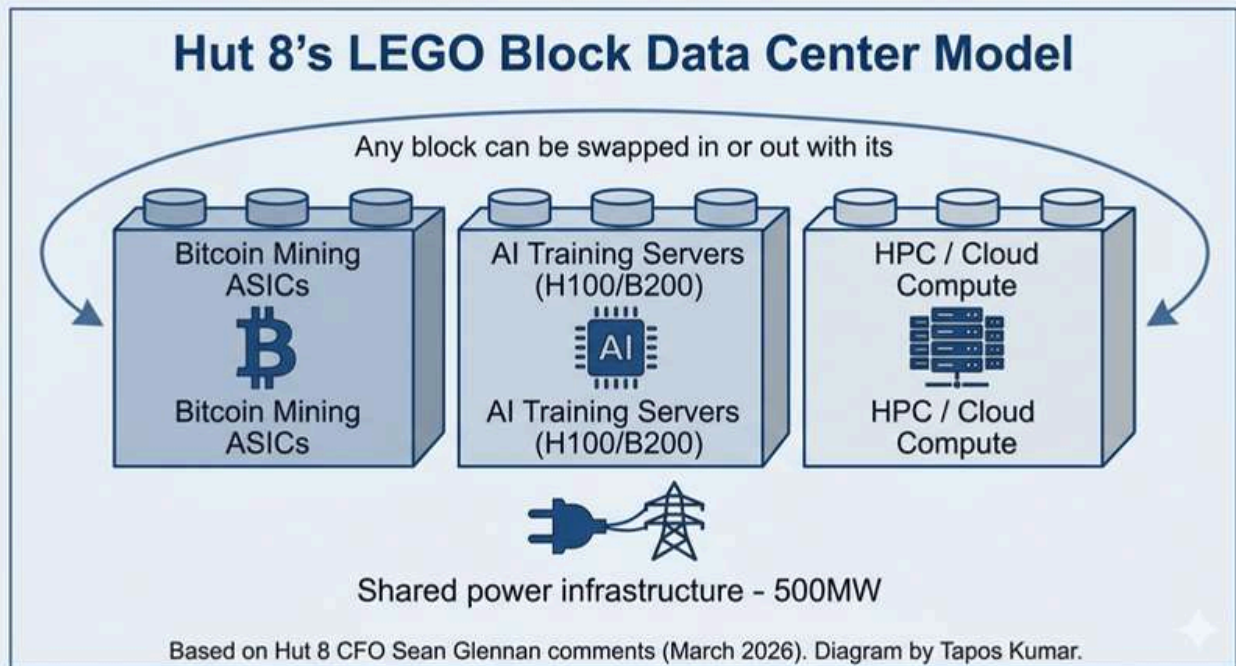 Hut 8’s LEGO Block Data Center Model
Any block can be swapped in or out with its
Bitcoin Mining
ASICs
Bitcoin Mining
ASICs
AI Training Servers
(H100/B200)
AI
AI Training Servers
(H100/B200)
HPC / Cloud
Compute
HPC / Cloud
Compute
Shared power infrastructure - 500MW
Based on Hut 8 CFO Sean Glennan comments (March 2026). Diagram by Tapos Kumar.